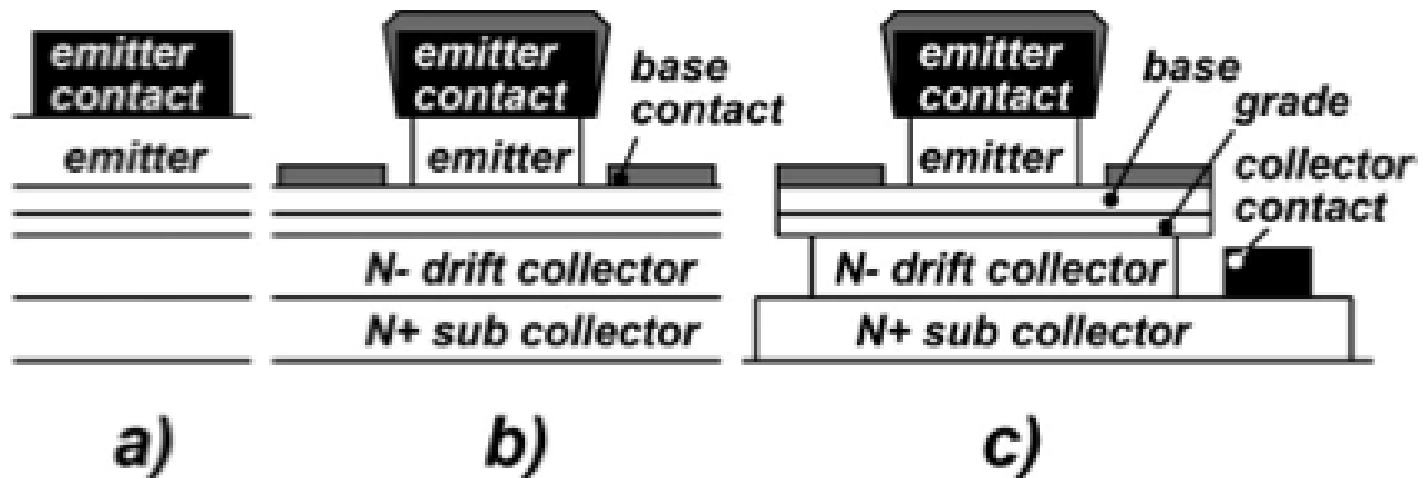 emitter
contact
emitter
a)
emitter
contact
base
contact
emitter
N- drift collector
N+ sub collector
b)
emitter
contact
base
grade
emitter
collector
contact
N- drift collector
N+ sub collector
c)